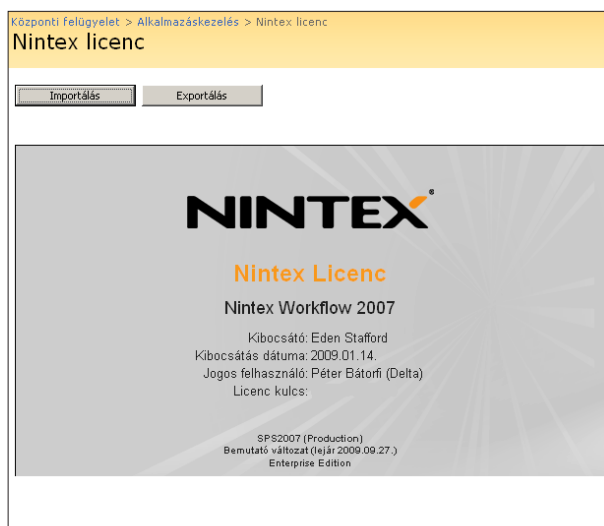 Központi felügyelet > Alkalmazáskezelés > Nintex licenc
Nintex licenc
Importálás Exportálás
NINTEX®
Nintex Licenc
Nintex Workflow 2007
Kibocsátó: Eden Stafford
Kibocsátás dátuma: 2009.01.14.
Jogos felhasználó: Péter Bátorfi (Delta)
Licenc kulcs:
SPS2007 (Production)
Bemutató változat (lejár 2009.09.27.)
Enterprise Edition